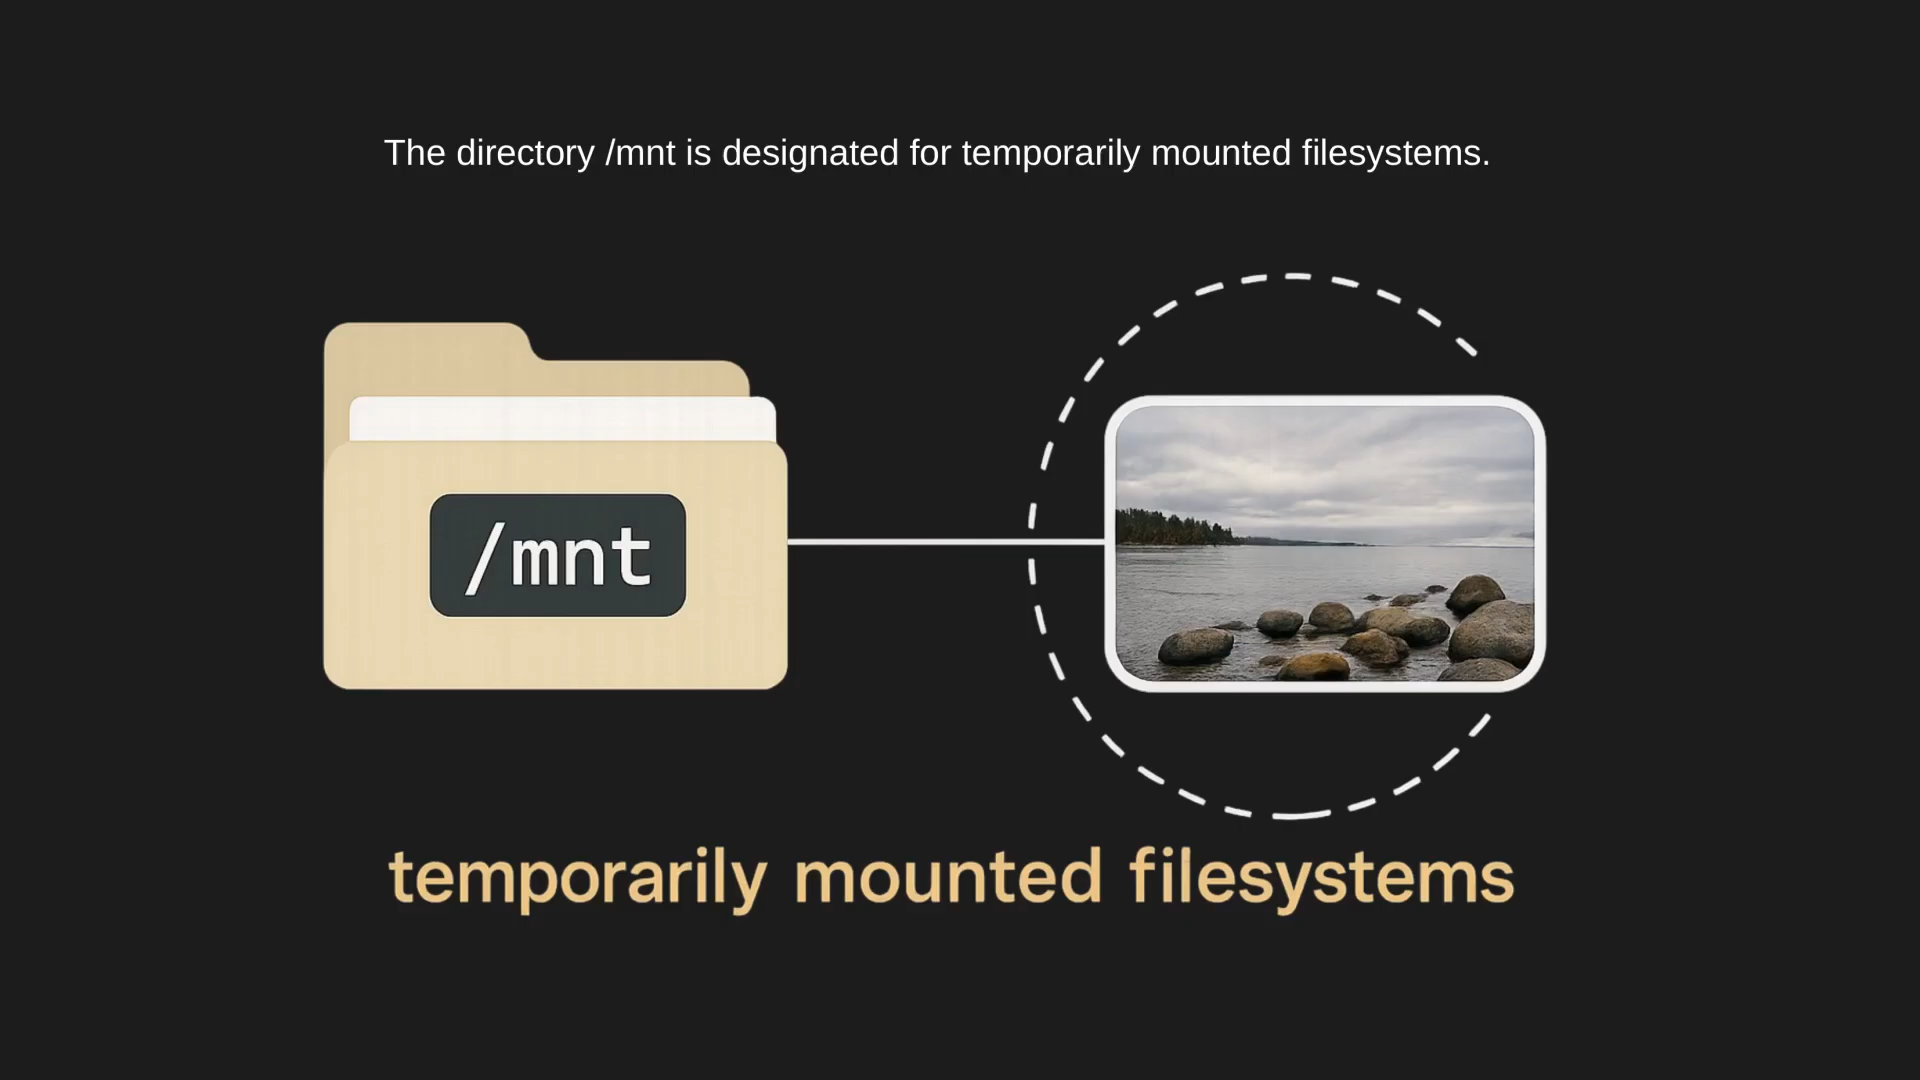 The directory /mnt is designated for temporarily mounted filesystems.
/mnt
temporarily mounted filesystems